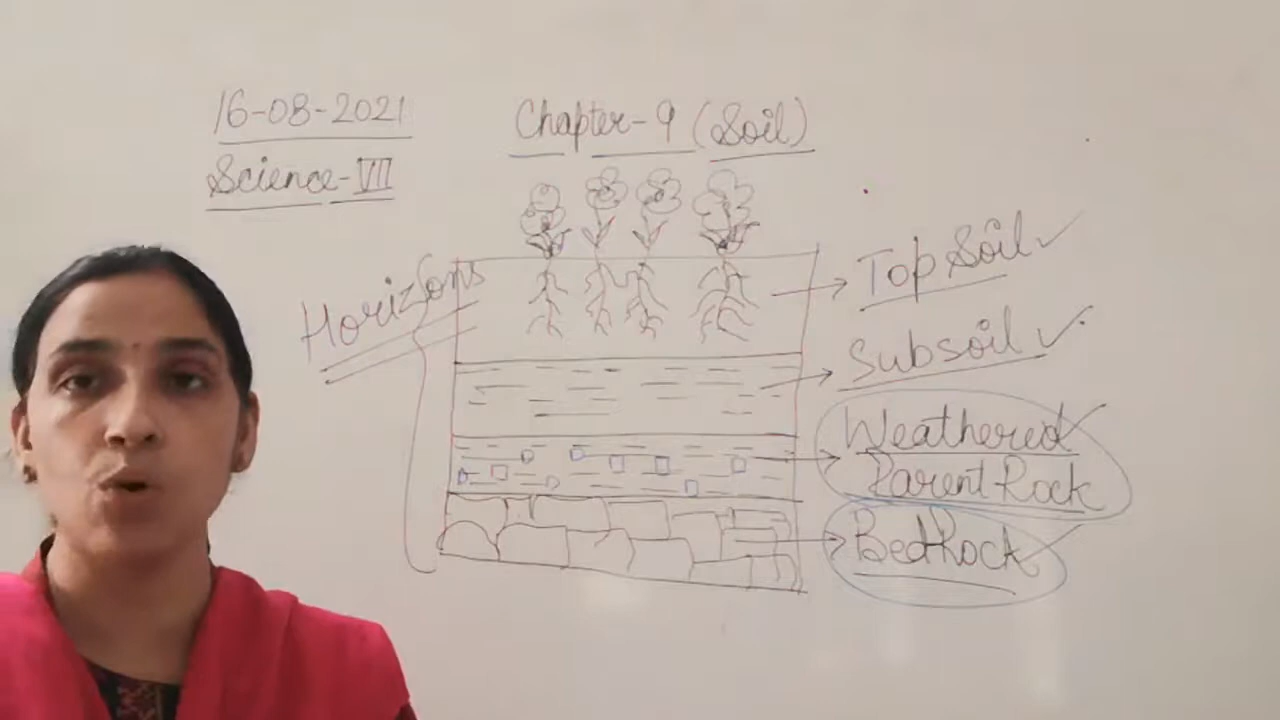 16-08-2021
Science-VII
Chapter-9 (Soil)
Horizons
Top Soil ✓
Subsoil ✓
Weathered
Parent Rock
BedRock